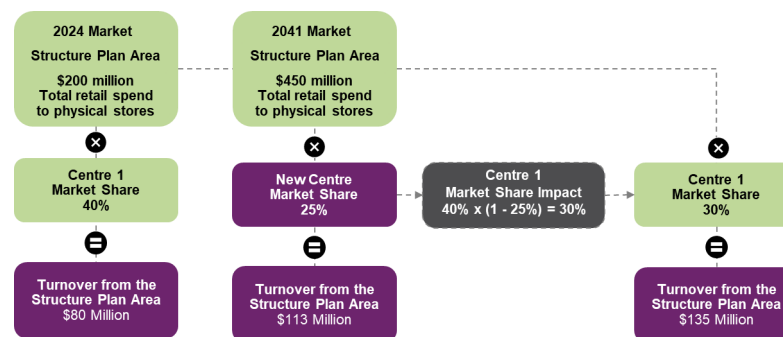 2024 Market
Structure Plan Area
$200 million
Total retail spend
to physical stores
×
Centre 1
Market Share
40%
=
Turnover from the
Structure Plan Area
$80 Million
2041 Market
Structure Plan Area
$450 million
Total retail spend
to physical stores
×
New Centre
Market Share
25%
=
Turnover from the
Structure Plan Area
$113 Million
Centre 1
Market Share Impact
40% x (1 - 25%) = 30%
×
Centre 1
Market Share
30%
=
Turnover from the
Structure Plan Area
$135 Million